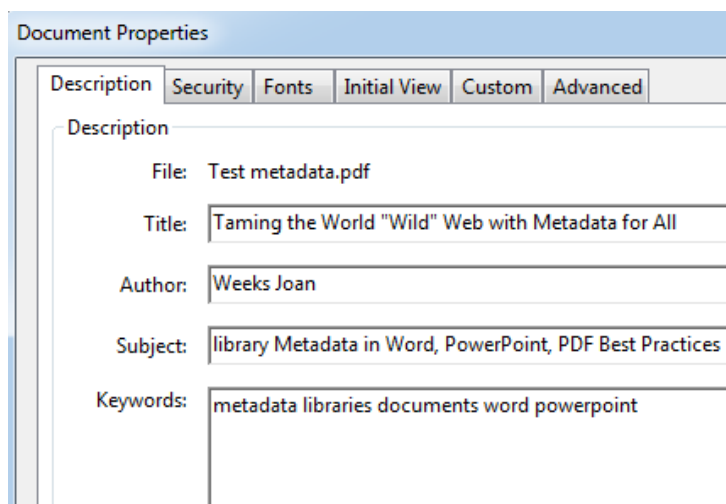 Document Properties
Description Security Fonts Initial View Custom Advanced
Description
File: Test metadata.pdf
Title: Taming the World "Wild" Web with Metadata for All
Author: Weeks Joan
Subject: library Metadata in Word, PowerPoint, PDF Best Practices
Keywords: metadata libraries documents word powerpoint